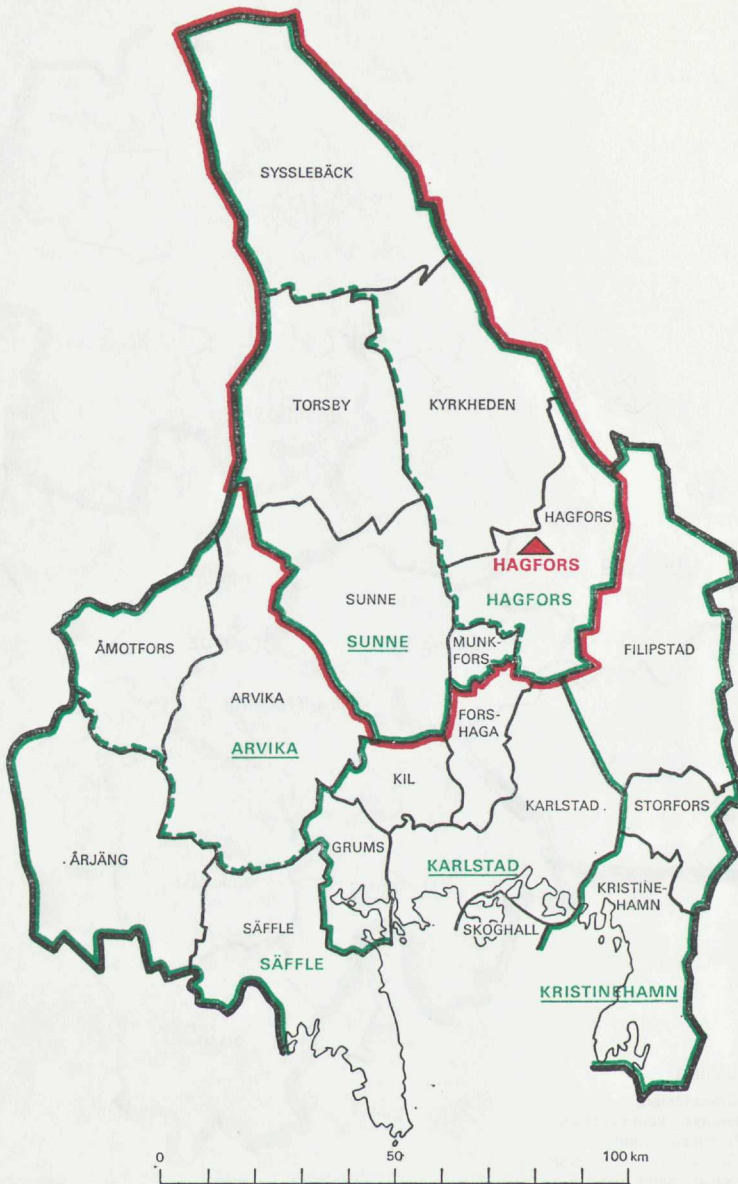 SYSSLEBÄCK
TORSBY
KYRKHEDEN
HAGFORS
HAGFORS
HAGFORS
SUNNE
SUNNE
MUNK-
FORS
FILIPSTAD
ÅMOTFORS
ARVIKA
ARVIKA
FORS-
HAGA
KIL
KARLSTAD.
STORFORS
GRUMS
ÅRJÄNG
KARLSTAD
KRISTINE-
HAMN
SÄFFLE
SÄFFLE
SKOGHALL
KRISTINEHAMN
0 50 100 km